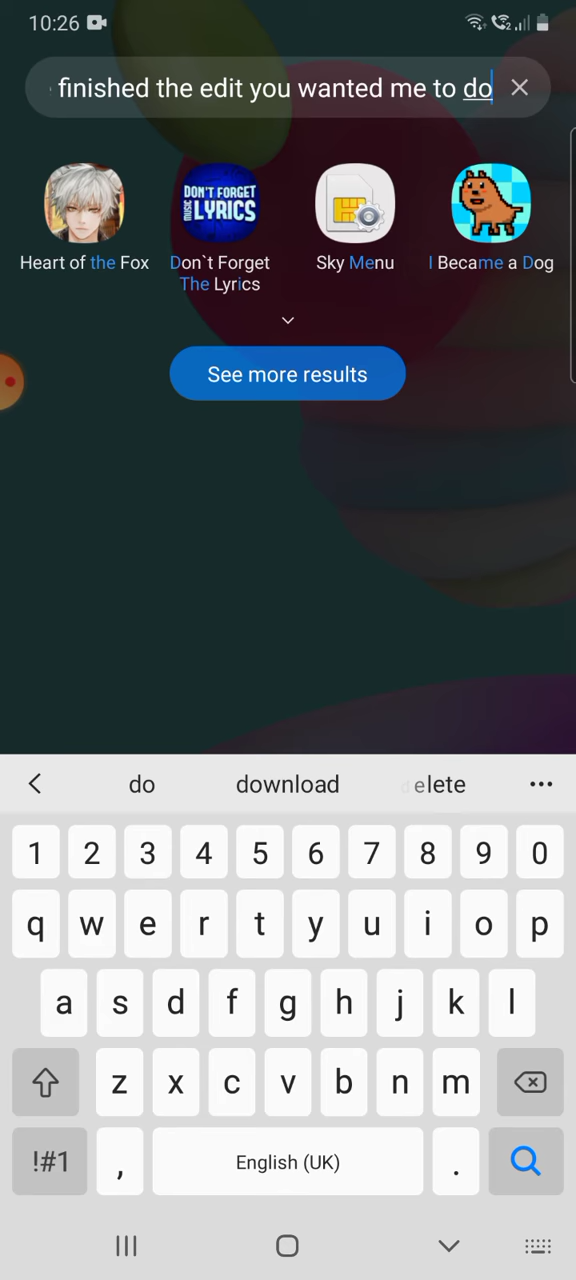 10:26
finished the edit you wanted me to do
DON'T FORGET
MUSIC LYRICS
Heart of the Fox
Don`t Forget
The Lyrics
Sky Menu
I Became a Dog
See more results
do
download
delete
1 2 3 4 5 6 7 8 9 0
q w e r t y u i o p
a s d f g h j k l
z x c v b n m
!#1 , English (UK) .